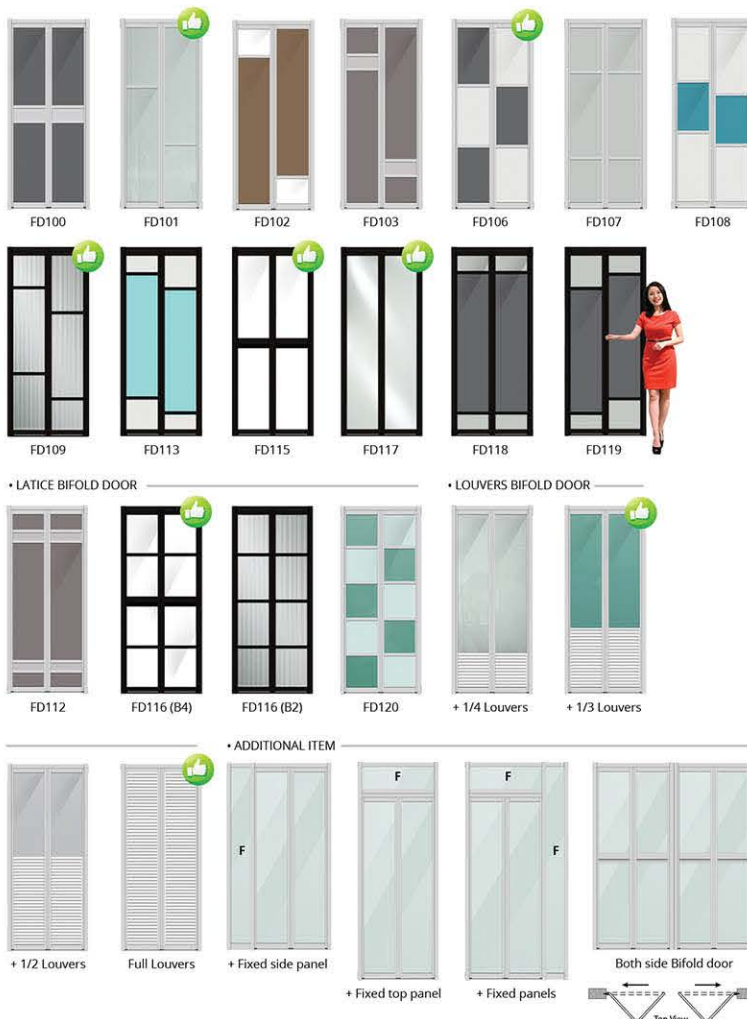 FD100 FD101 FD102 FD103 FD106 FD107 FD108
FD109 FD113 FD115 FD117 FD118 FD119
• LATICE BIFOLD DOOR • LOUVERS BIFOLD DOOR
FD112 FD116 (B4) FD116 (B2) FD120 + 1/4 Louvers + 1/3 Louvers
• ADDITIONAL ITEM
F F
F F
+ 1/2 Louvers Full Louvers + Fixed side panel Both side Bifold door
+ Fixed top panel + Fixed panels
Top View